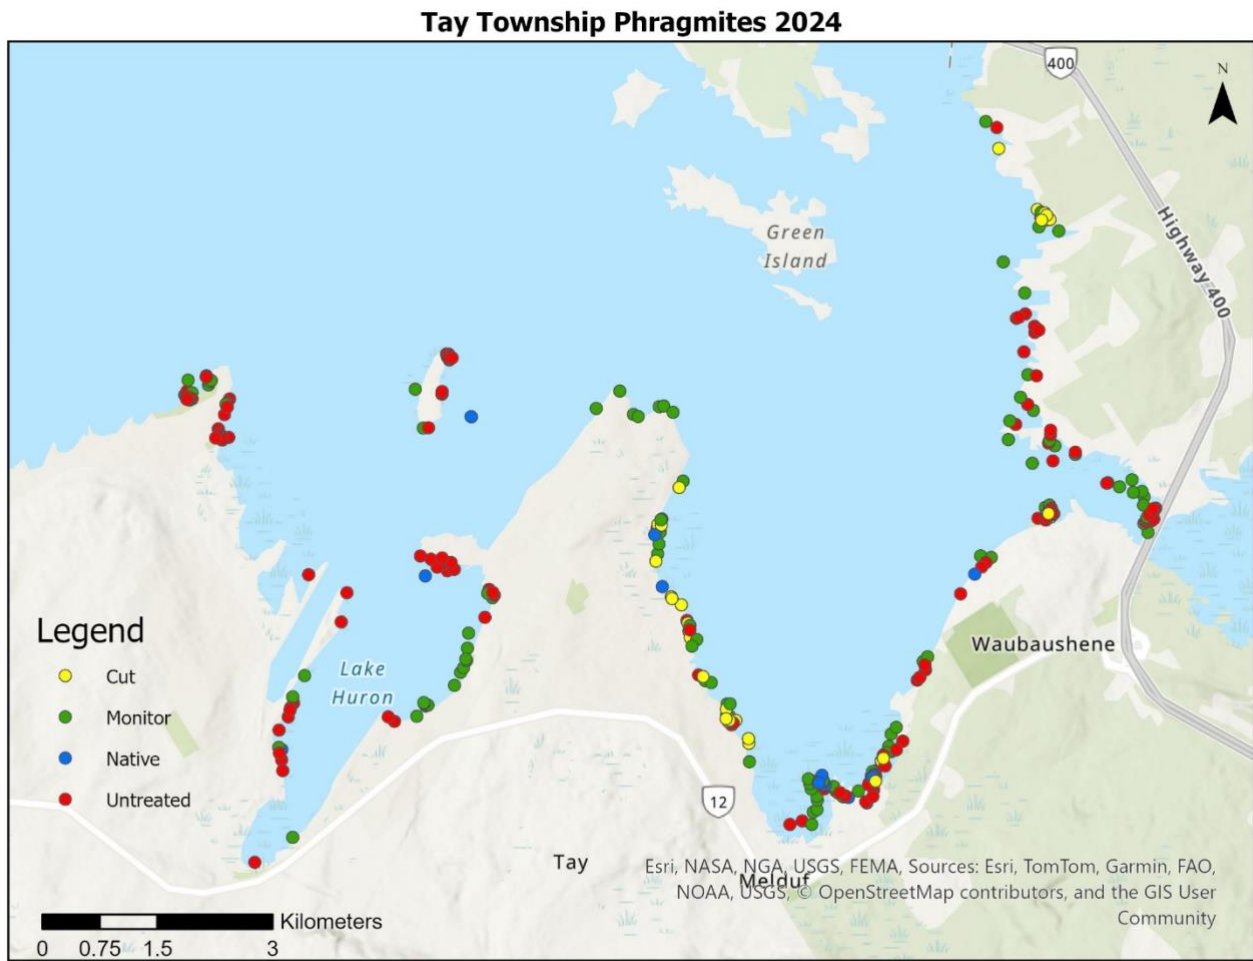 Tay Township Phragmites 2024
400
N
Highway 400
Green
Island
Legend
Cut
Monitor
Native
Untreated
Lake
Huron
Waubaushene
12
Tay
Melduf
Esri, NASA, NGA, USGS, FEMA, Sources: Esri, TomTom, Garmin, FAO,
NOAA, USGS, © OpenStreetMap contributors, and the GIS User
Community
Kilometers
0 0.75 1.5 3